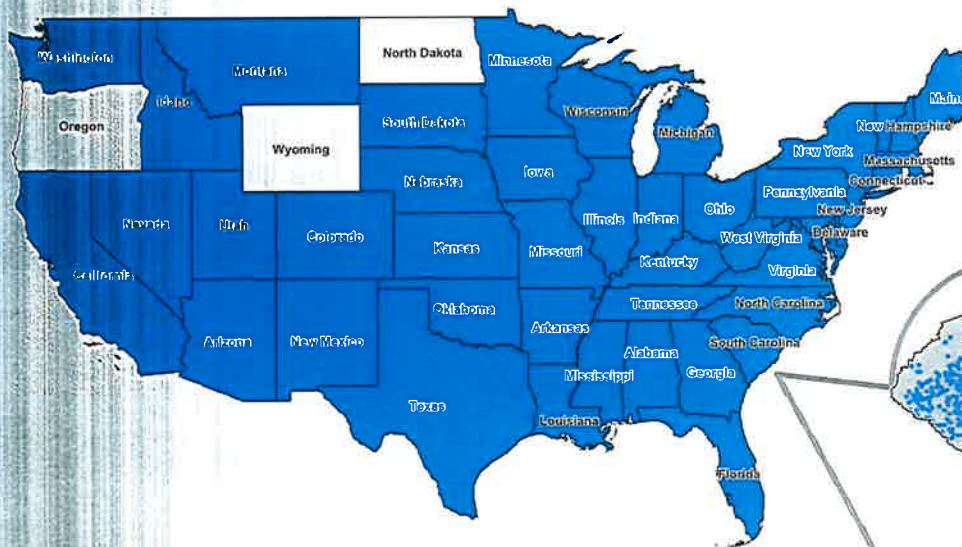 Washington
Montana
North Dakota
Minnesota
Idaho
Oregon
Wyoming
South Dakota
Wisconsin
Michigan
New Hampshire
New York
Massachusetts
Connecticut
Nebraska
Iowa
Pennsylvania
New Jersey
Nevada
Utah
Colorado
Kansas
Illinois
Indiana
Ohio
West Virginia
Delaware
Missouri
Kentucky
Virginia
California
Oklahoma
Tennessee
North Carolina
Arizona
New Mexico
Arkansas
Alabama
South Carolina
Mississippi
Georgia
Texas
Louisiana
Florida